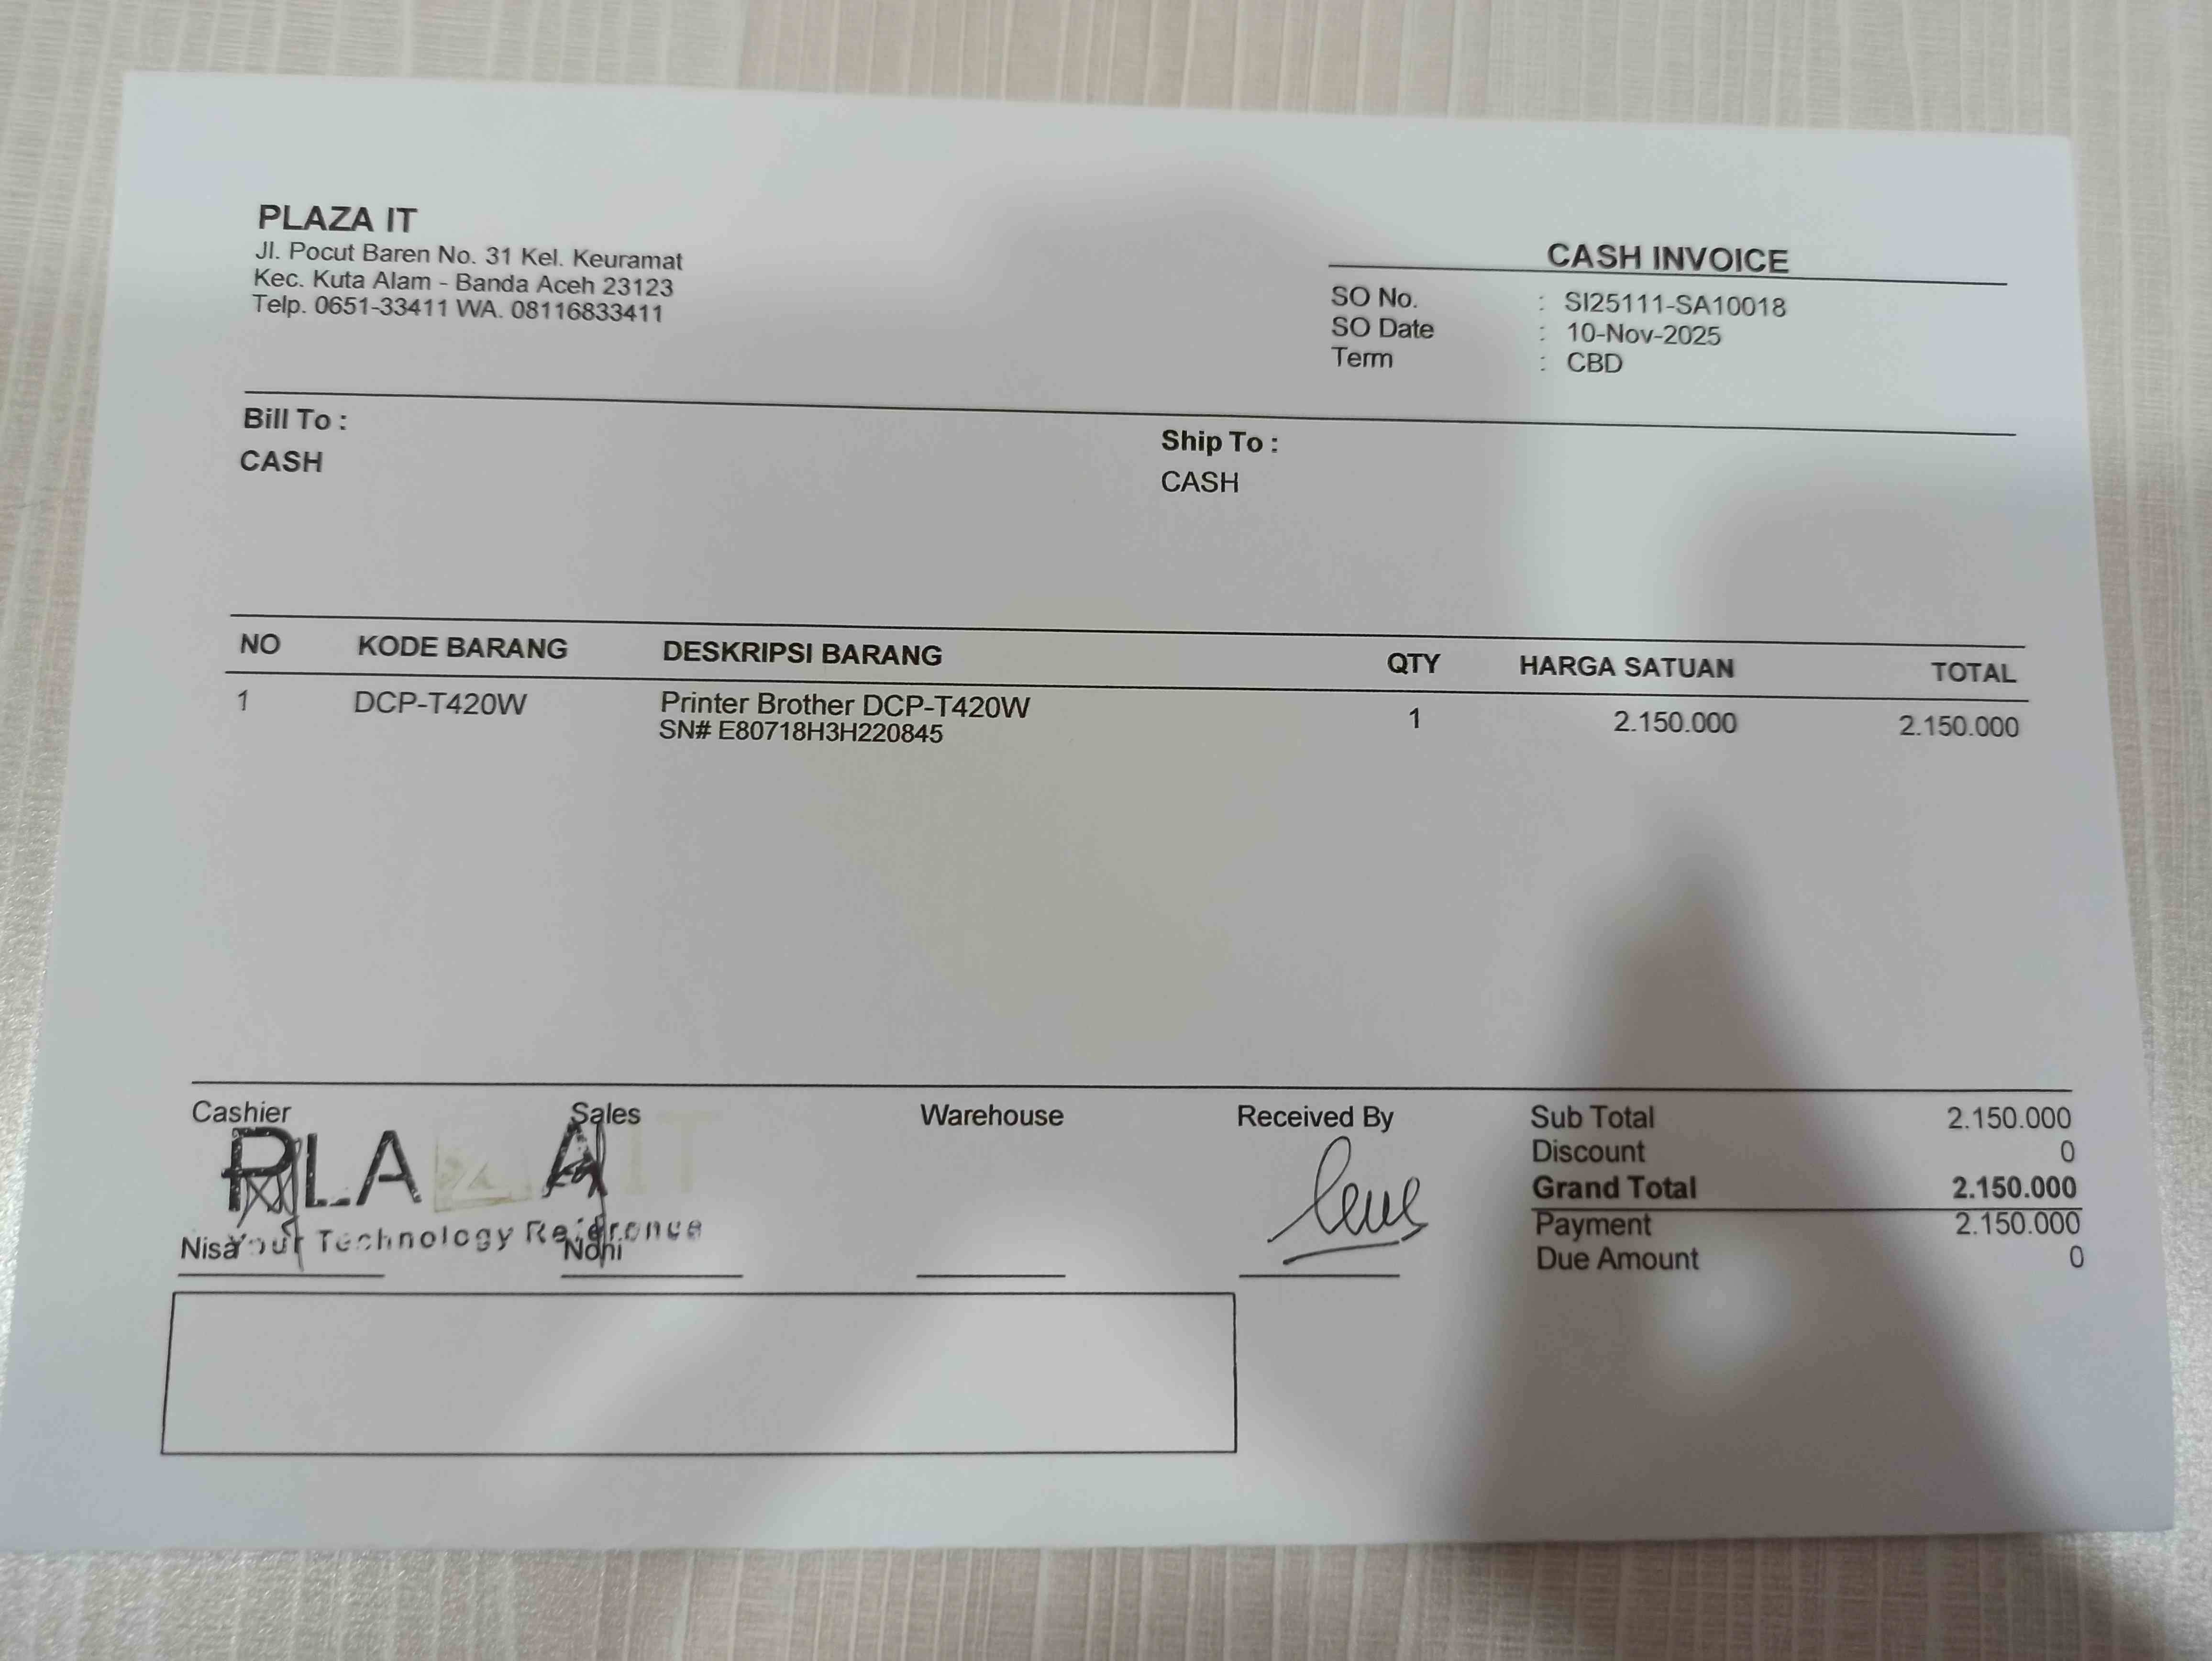 PLAZA IT
Jl. Pocut Baren No. 31 Kel. Keuramat
Kec. Kuta Alam - Banda Aceh 23123
Telp. 0651-33411 WA. 08116833411
CASH INVOICE
SO No. : SI25111-SA10018
SO Date : 10-Nov-2025
Term : CBD
Bill To :
CASH
Ship To :
CASH
NO KODE BARANG DESKRIPSI BARANG QTY HARGA SATUAN TOTAL
1 DCP-T420W Printer Brother DCP-T420W 1 2.150.000 2.150.000
SN# E80718H3H220845
Cashier Sales Warehouse Received By
PLAZA IT
Your Technology Reference
Nisa
Sub Total 2.150.000
Discount 0
Grand Total 2.150.000
Payment 2.150.000
Due Amount 0